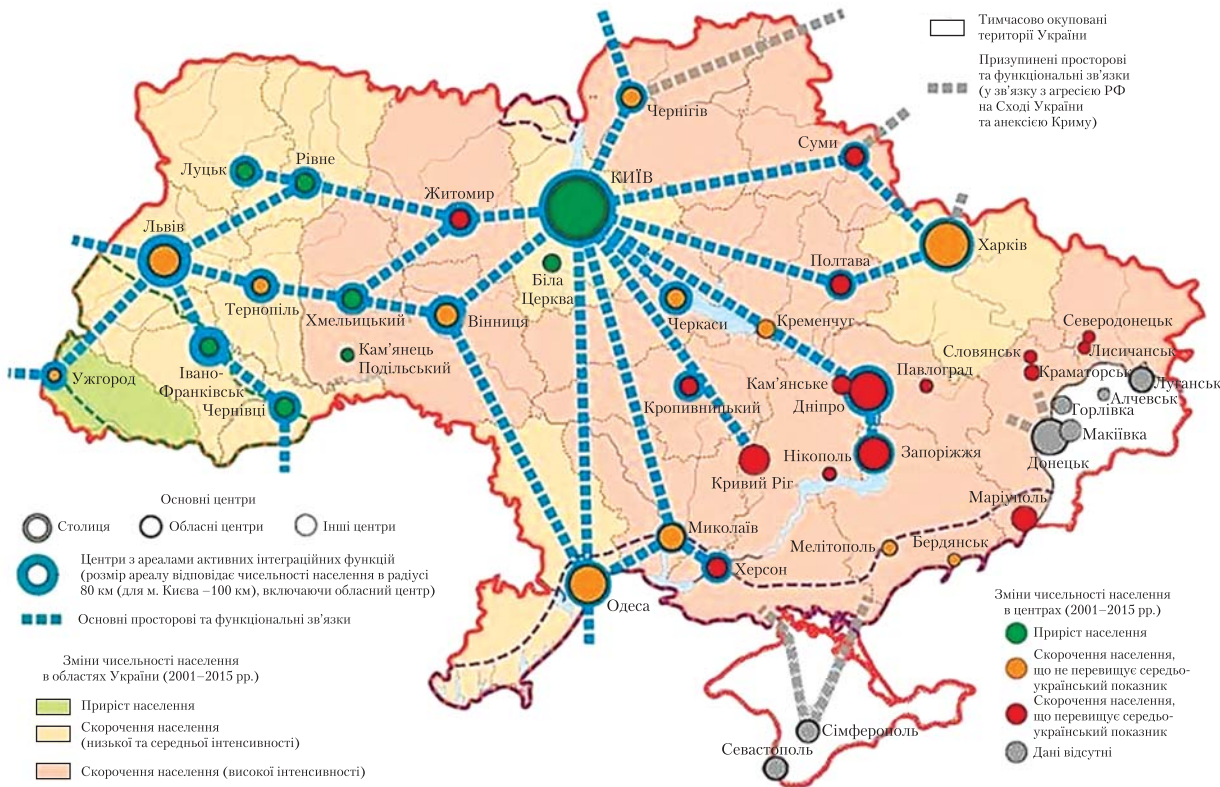 Тимчасово окуповані
території України
Призупинені просторові
та функціональні зв'язки
(у зв'язку з агресією РФ
на Сході України
та анексією Криму)
Чернігів
Суми
Луцьк
Рівне
КИЇВ
Житомир
Львів
Харків
Біла
Церква
Полтава
Тернопіль
Хмельицький
Вінниця
Черкаси
Кременчуг
Северодонецьк
Лисичанськ
Словянськ
Краматорськ
Кам'янець
Подільський
Ужгород
Івано-
Франківськ
Чернівці
Кам'янське
Дніпро
Павлоград
Луганськ
Алчевськ
Горлівка
Макіївка
Донецьк
Кропивницький
Кривий Ріг
Нікополь
Запоріжжя
Маріуполь
Миколаїв
Мелітополь
Бердянськ
Херсон
Одеса
Сімферополь
Севастополь
Основні центри
Столиця
Обласні центри
Інші центри
Центри з ареалами активних інтеграційних функцій
(розмір ареалу відповідає чисельності населення в радіусі
80 км (для м. Києва –100 км), включаючи обласний центр)
Основні просторові та функціональні зв'язки
Зміни чисельності населення
в областях України (2001–2015 рр.)
Приріст населення
Скорочення населення
(низької та середньої інтенсивності)
Скорочення населення (високої інтенсивності)
Зміни чисельності населення
в центрах (2001–2015 рр.)
Приріст населення
Скорочення населення,
що не перевищує середьо-
український показник
Скорочення населення,
що перевищує середьо-
український показник
Дані відсутні